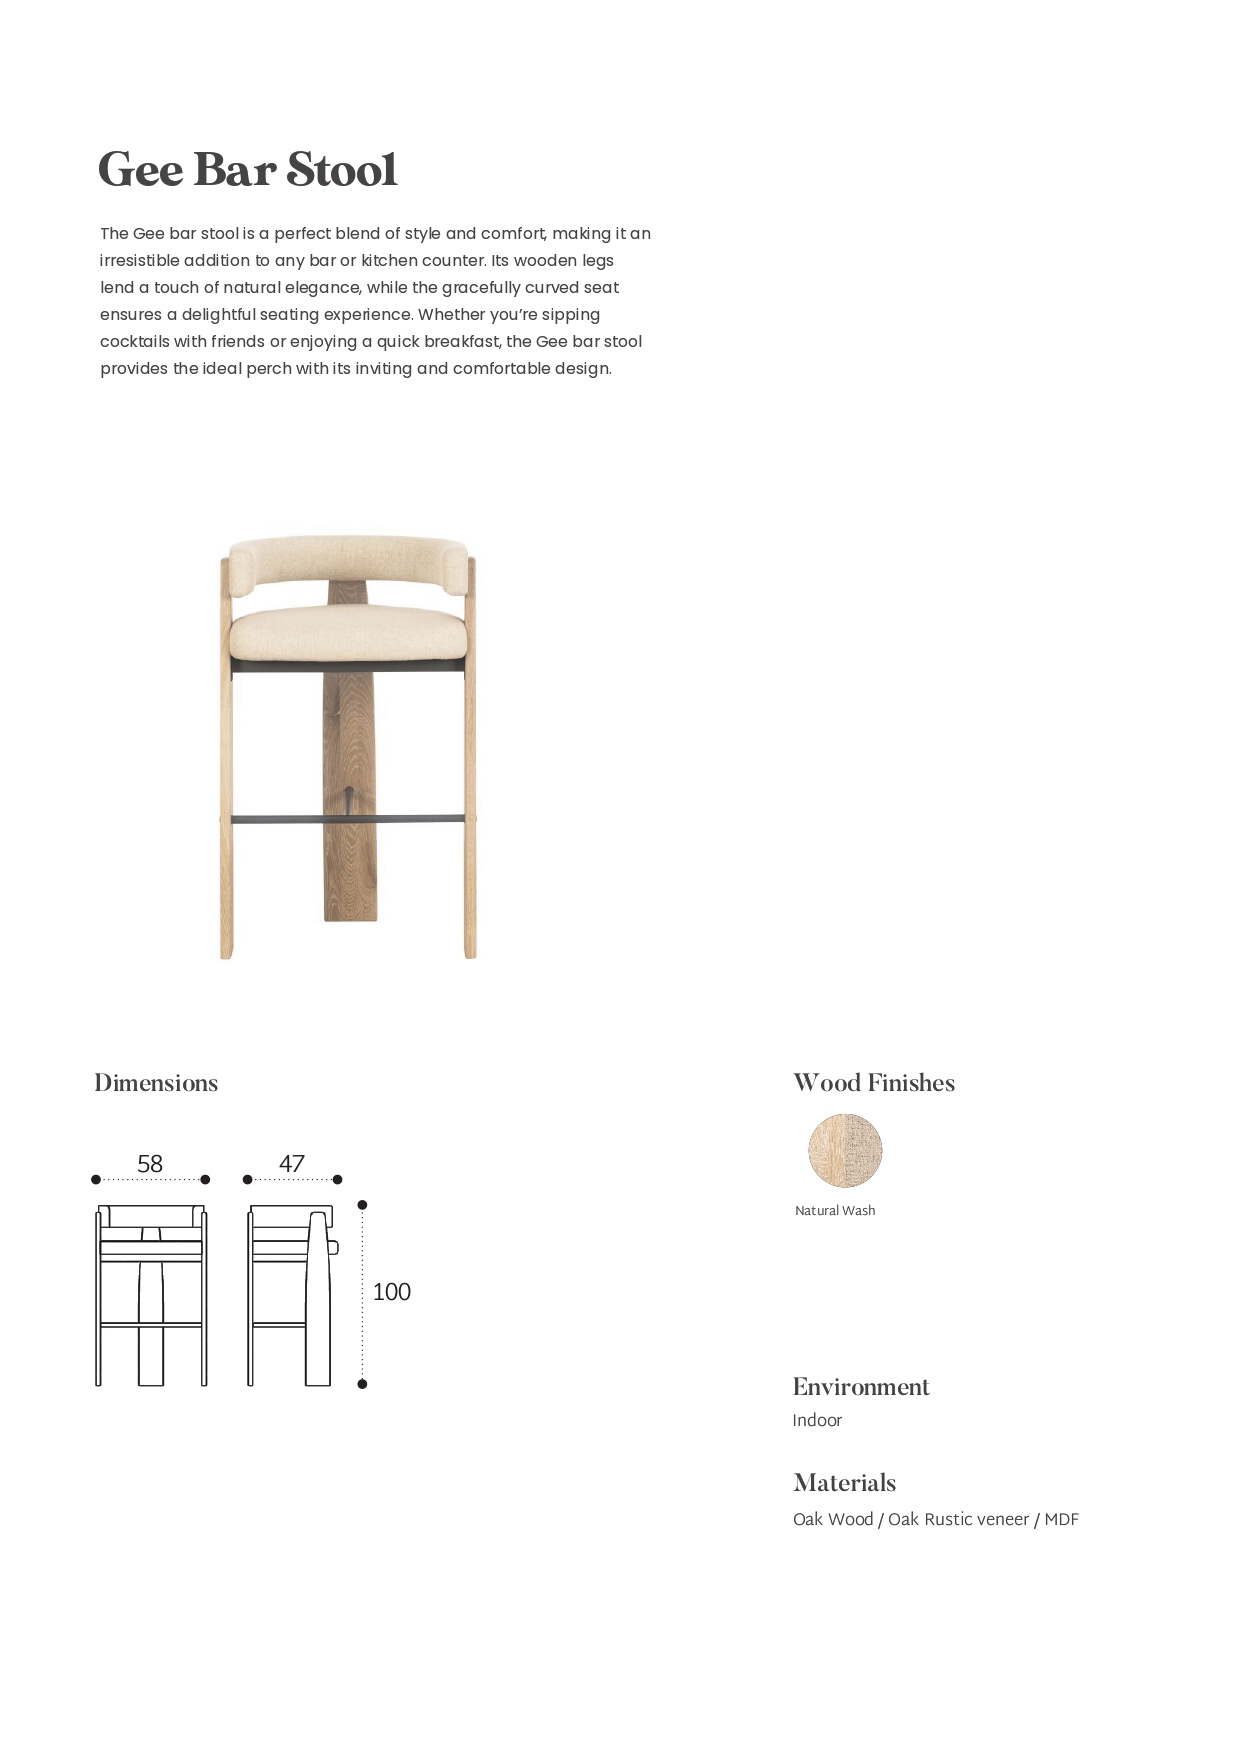 Gee Bar Stool
The Gee bar stool is a perfect blend of style and comfort, making it an
irresistible addition to any bar or kitchen counter. Its wooden legs
lend a touch of natural elegance, while the gracefully curved seat
ensures a delightful seating experience. Whether you’re sipping
cocktails with friends or enjoying a quick breakfast, the Gee bar stool
provides the ideal perch with its inviting and comfortable design.
Dimensions
58
47
100
Wood Finishes
Natural Wash
Environment
Indoor
Materials
Oak Wood / Oak Rustic veneer / MDF